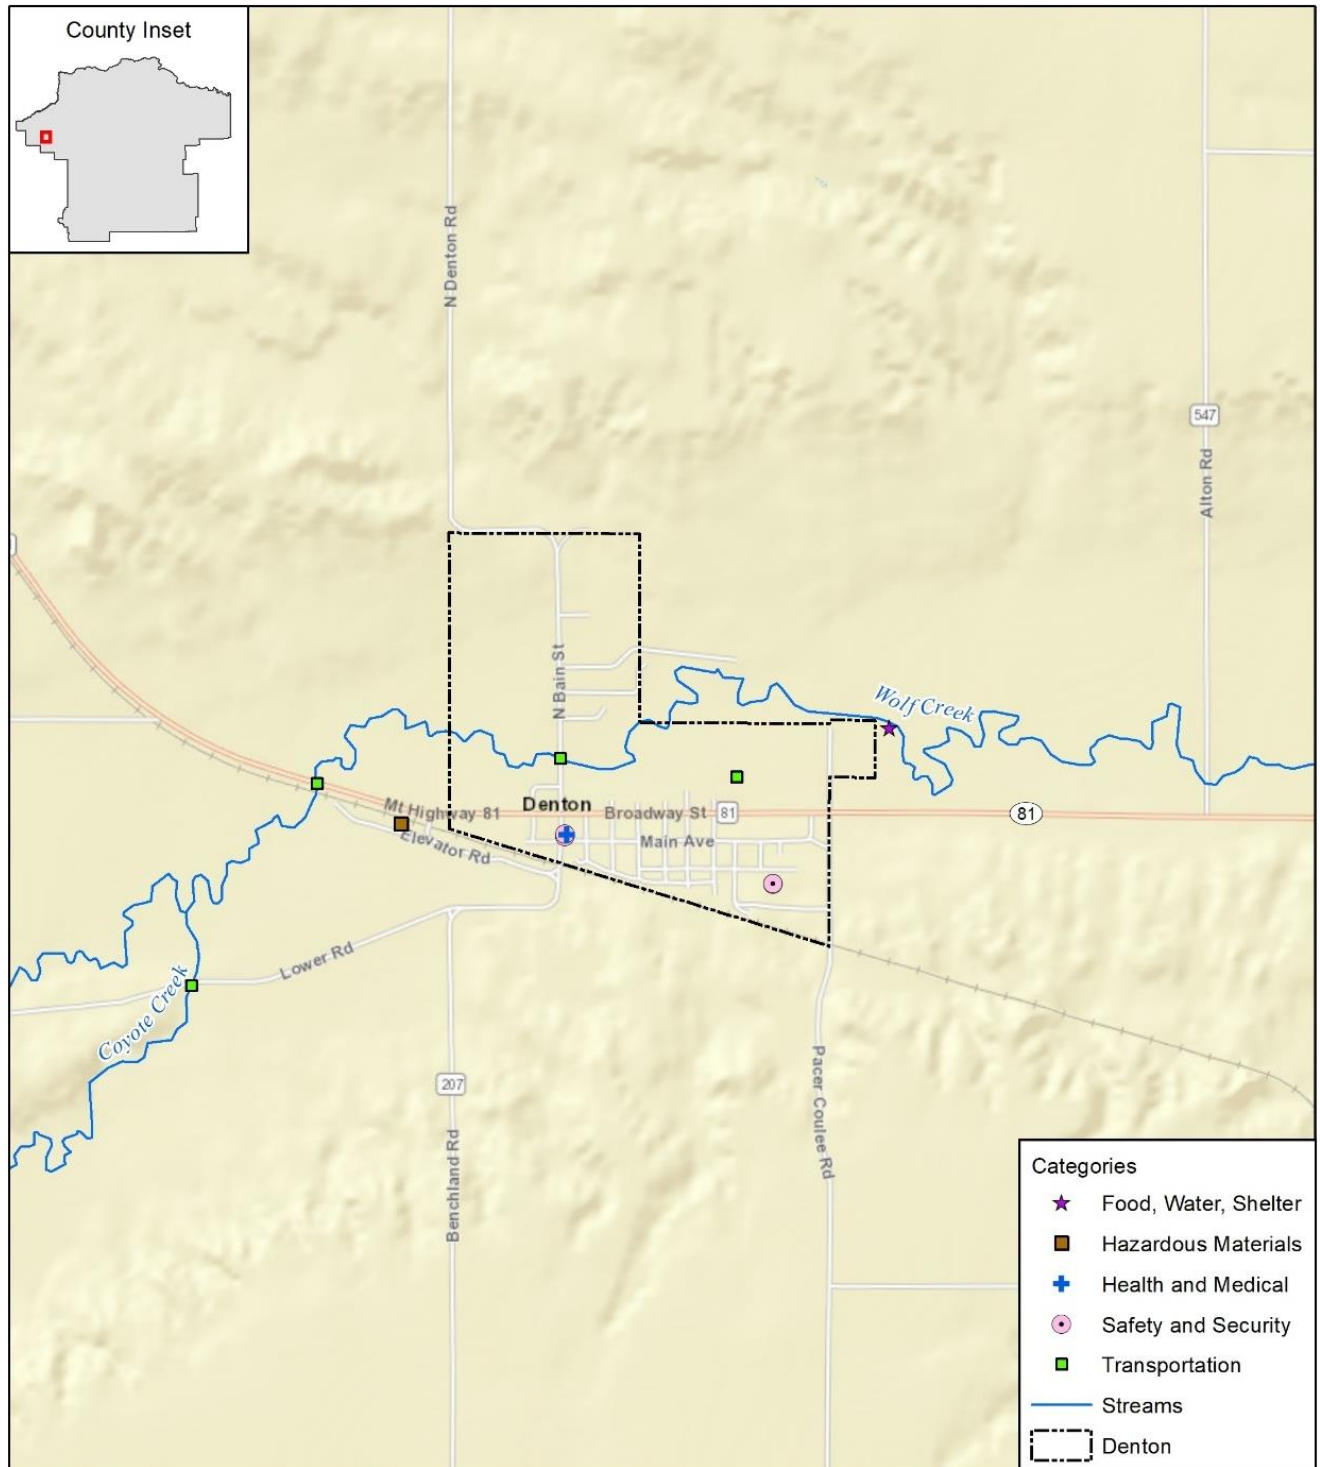 County Inset
N Denton Rd
547
Alton Rd
N Bain St
Wolf Creek
Denton
Mt Highway 81
Broadway St
81
81
Main Ave
Elevator Rd
Lower Rd
Coyote Creek
207
Benchland Rd
Pacer Coulee Rd
Categories
Food, Water, Shelter
Hazardous Materials
Health and Medical
Safety and Security
Transportation
Streams
Denton